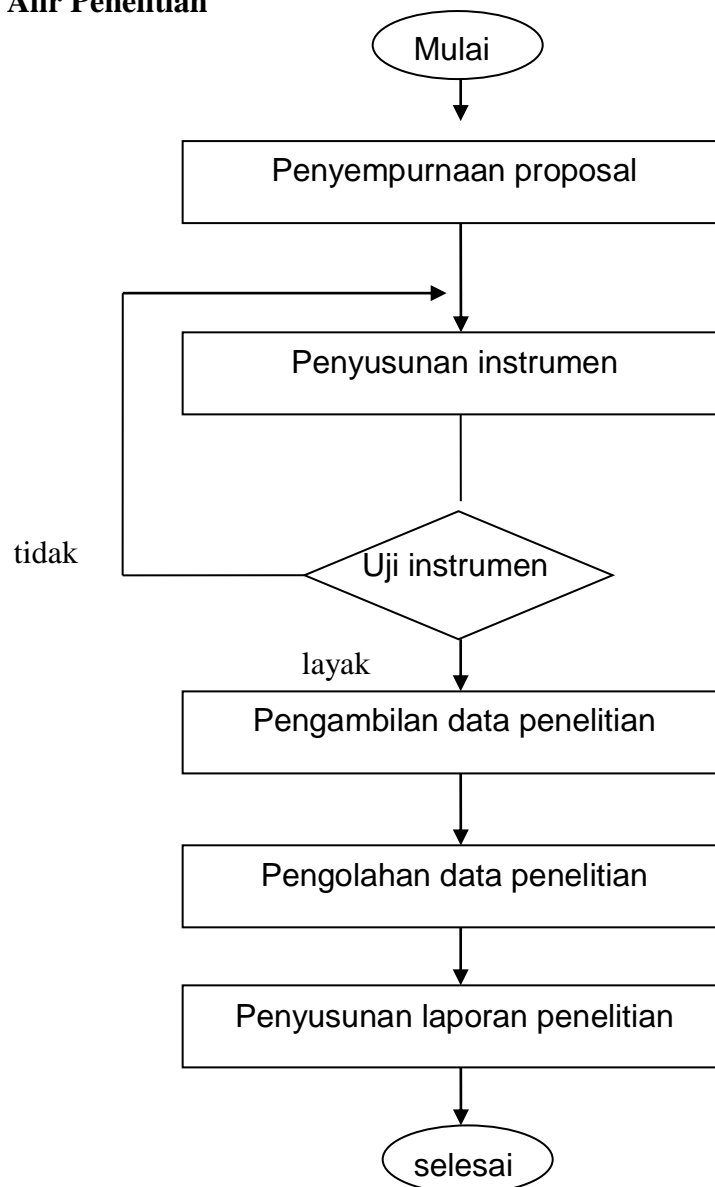 Alir Penelitian
Mulai
Penyempurnaan proposal
Penyusunan instrumen
tidak
Uji instrumen
layak
Pengambilan data penelitian
Pengolahan data penelitian
Penyusunan laporan penelitian
selesai